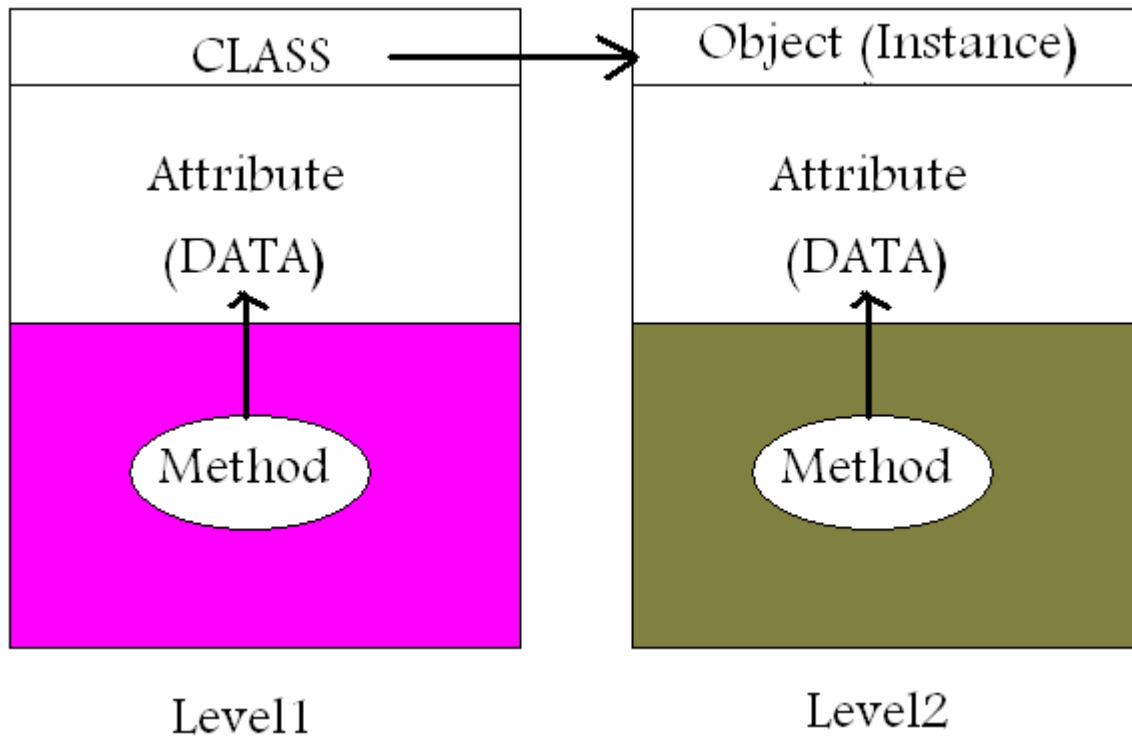 CLASS
Attribute
(DATA)
Method
Level1
Object (Instance)
Attribute
(DATA)
Method
Level2